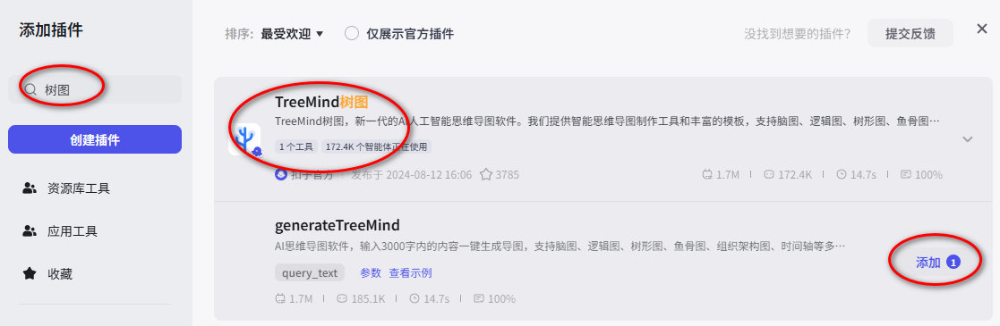 添加插件
树图
创建插件
资源库工具
应用工具
收藏
排序: 最受欢迎 仅展示官方插件 没找到想要的插件? 提交反馈
TreeMind树图
TreeMind树图，新一代的AI人工智能思维导图软件。我们提供智能思维导图制作工具和丰富的模板，支持脑图、逻辑图、树形图、鱼骨图…
1 个工具 172.4K 个智能体正在使用
扣子官方 发布于 2024-08-12 16:06 3785 1.7M 172.4K 14.7s 100%
generateTreeMind
AI思维导图软件，输入3000字内的内容一键生成导图，支持脑图、逻辑图、树形图、鱼骨图、组织架构图、时间轴等多…
query_text 参数 查看示例
添加 1
1.7M 185.1K 14.7s 100%